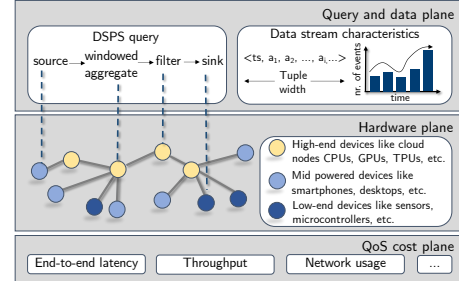 Query and data plane
DSPS query
source
windowed
aggregate
filter
sink
Data stream characteristics
<ts, a1, a2, ..., ai,...>
Tuple
width
nr. of events
time
Hardware plane
High-end devices like cloud
nodes CPUs, GPUs, TPUs, etc.
Mid powered devices like
smartphones, desktops, etc.
Low-end devices like sensors,
microcontrollers, etc.
QoS cost plane
End-to-end latency
Throughput
Network usage
...